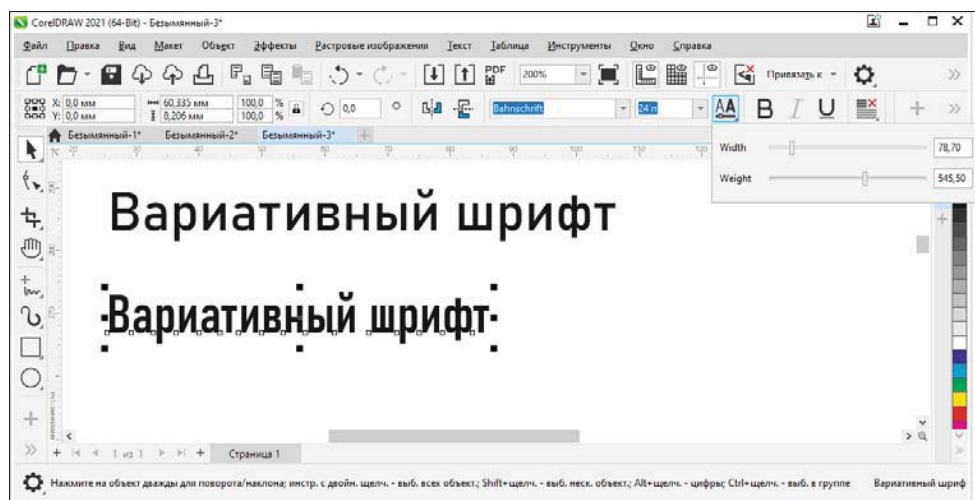 CorelDRAW 2021 (64-Bit) - Безымянный-3*
Файл Правка Вид Макет Объект Эффекты Растровые изображения Текст Таблица Инструменты Окно Справка
PDF 200% Привязать к
X: 0,0 мм 60,335 мм 100,0 % 0,0 Bahnschrift 24 п AA B I U
Y: 0,0 мм 8,206 мм 100,0 %
Безымянный-1* Безымянный-2* Безымянный-3*
Width 78,70
Weight 545,50
Вариативный шрифт
Вариативный шрифт
1 из 1 Страница 1
Нажмите на объект дважды для поворота/наклона; инстр. с двойн. щелч. - выб. всех объект.; Shift+щелч. - выб. неск. объект.; Alt+щелч. - цифры; Ctrl+щелч. - выб. в группе Вариативный шриф